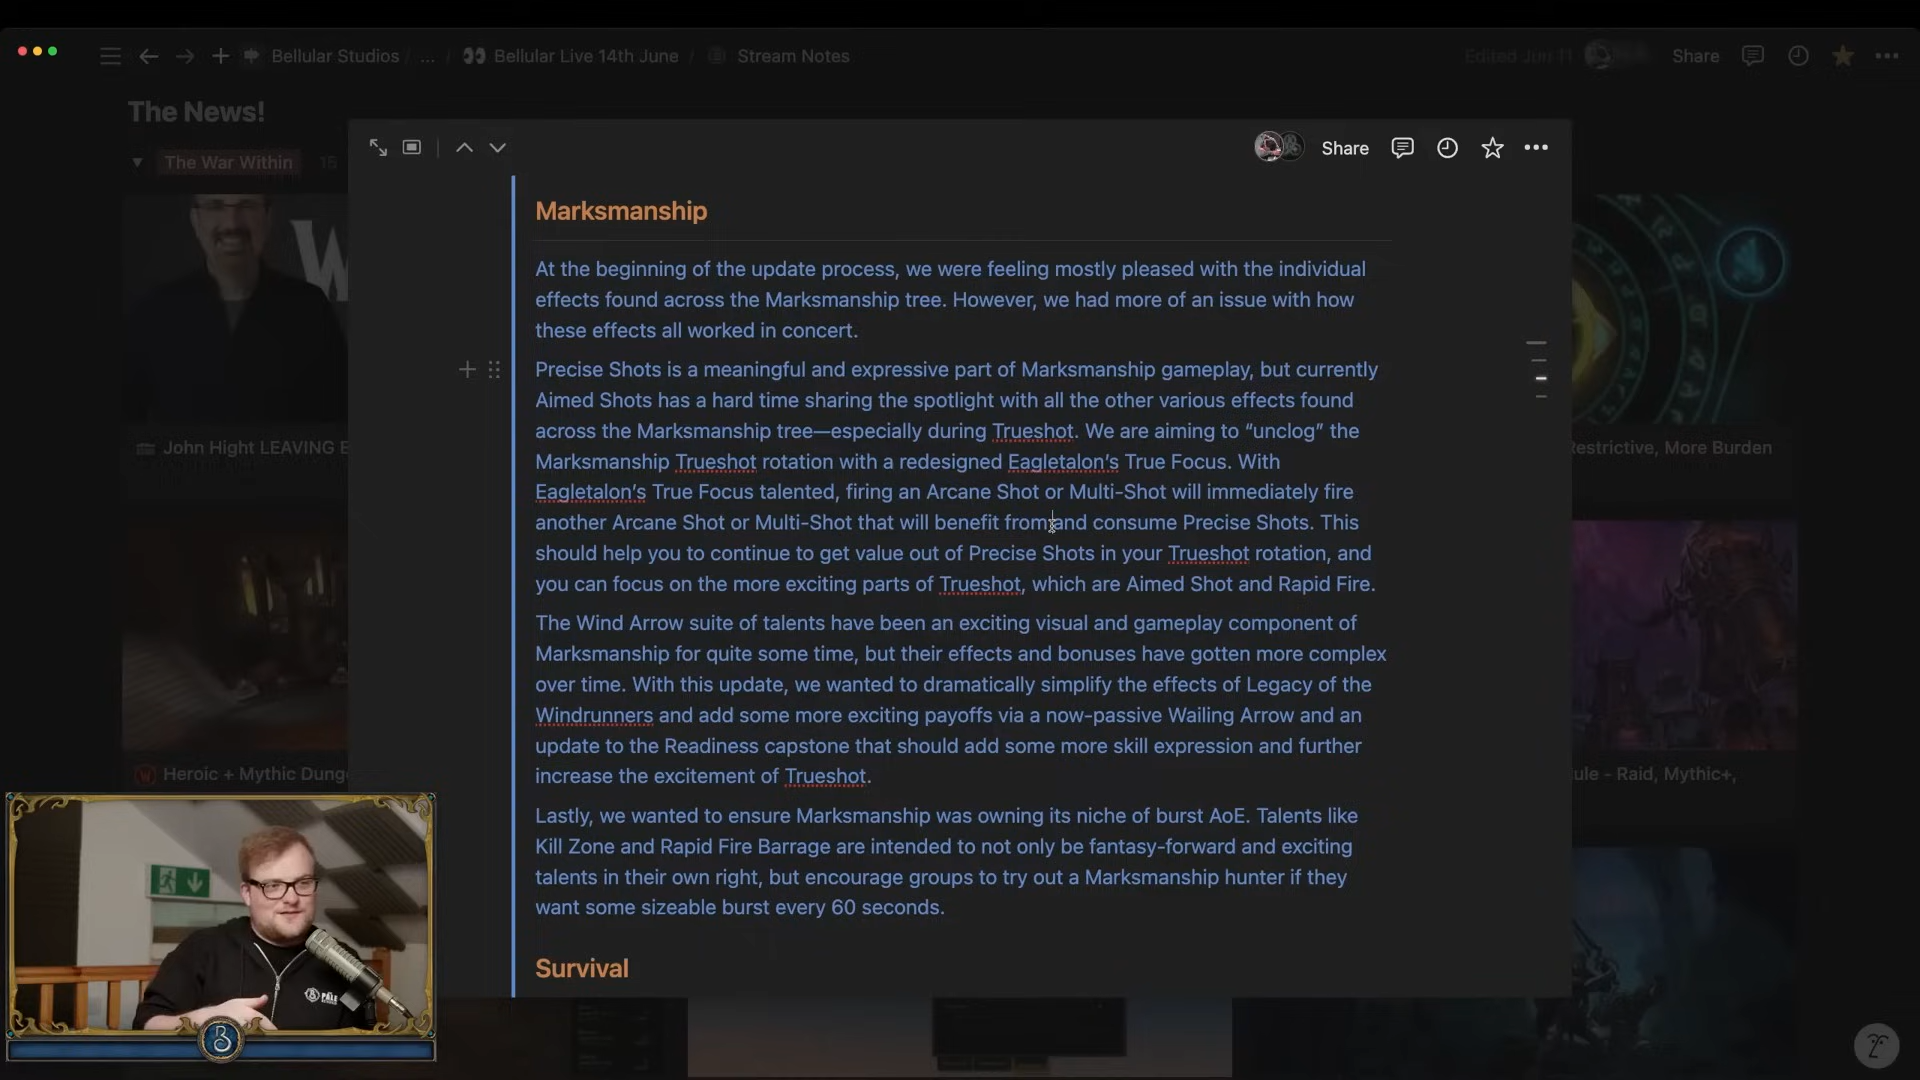 Bellular Studios / ... / Bellular Live 14th June / Stream Notes
Edited Jun 11
Share
The News!
The War Within 15
Share
Marksmanship
At the beginning of the update process, we were feeling mostly pleased with the individual
effects found across the Marksmanship tree. However, we had more of an issue with how
these effects all worked in concert.
Precise Shots is a meaningful and expressive part of Marksmanship gameplay, but currently
Aimed Shots has a hard time sharing the spotlight with all the other various effects found
across the Marksmanship tree—especially during Trueshot. We are aiming to “unclog” the
Marksmanship Trueshot rotation with a redesigned Eagletalon’s True Focus. With
Eagletalon’s True Focus talented, firing an Arcane Shot or Multi-Shot will immediately fire
another Arcane Shot or Multi-Shot that will benefit from and consume Precise Shots. This
should help you to continue to get value out of Precise Shots in your Trueshot rotation, and
you can focus on the more exciting parts of Trueshot, which are Aimed Shot and Rapid Fire.
The Wind Arrow suite of talents have been an exciting visual and gameplay component of
Marksmanship for quite some time, but their effects and bonuses have gotten more complex
over time. With this update, we wanted to dramatically simplify the effects of Legacy of the
Windrunners and add some more exciting payoffs via a now-passive Wailing Arrow and an
update to the Readiness capstone that should add some more skill expression and further
increase the excitement of Trueshot.
Lastly, we wanted to ensure Marksmanship was owning its niche of burst AoE. Talents like
Kill Zone and Rapid Fire Barrage are intended to not only be fantasy-forward and exciting
talents in their own right, but encourage groups to try out a Marksmanship hunter if they
want some sizeable burst every 60 seconds.
Survival
John Hight LEAVING
Restrictive, More Burden
Heroic + Mythic Dung
ule - Raid, Mythic+,
PALE
B